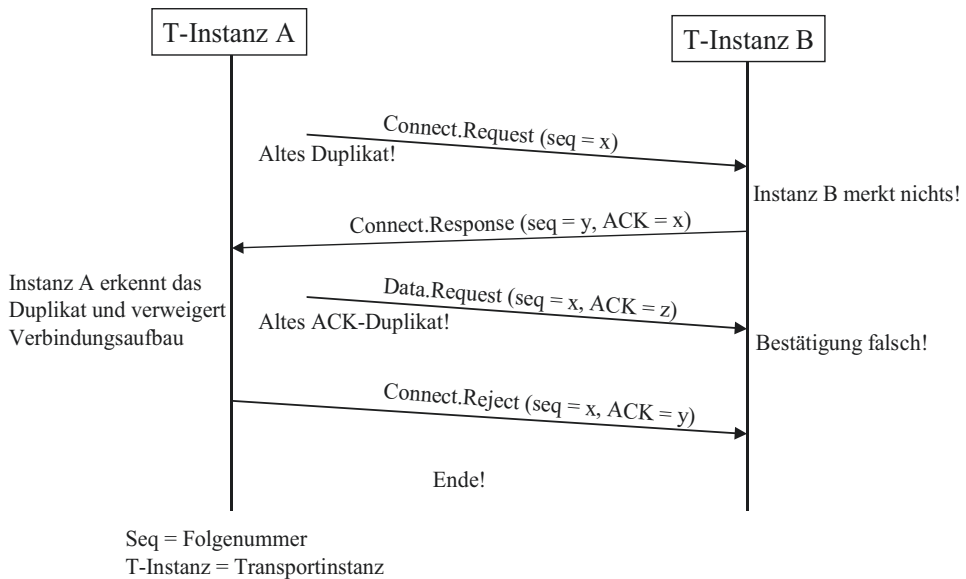 T-Instanz A
T-Instanz B
Connect.Request (seq = x)
Altes Duplikat!
Instanz B merkt nichts!
Connect.Response (seq = y, ACK = x)
Instanz A erkennt das
Duplikat und verweigert
Verbindungsaufbau
Data.Request (seq = x, ACK = z)
Altes ACK-Duplikat!
Bestätigung falsch!
Connect.Reject (seq = x, ACK = y)
Ende!
Seq = Folgenummer
T-Instanz = Transportinstanz